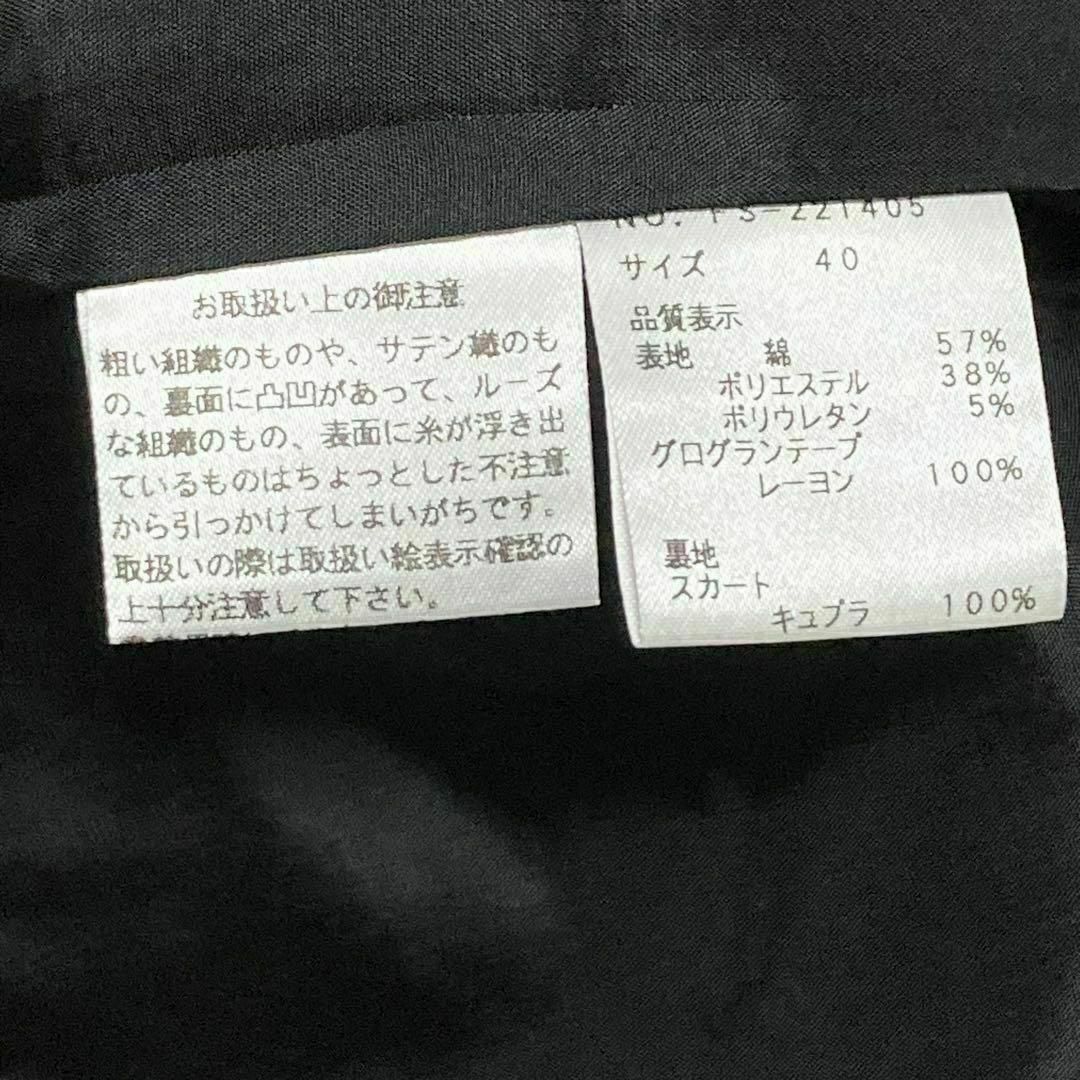 お取扱い上の御注意
粗い組織のものや、サテン織のも
の、裏面に凸凹があって、ルーズ
な組織のもの、表面に糸が浮き出
ているものはちょっとした不注意
から引っかけてしまいがちです。
取扱いの際は取扱い絵表示確認の
上十分注意して下さい。
NO. FS-221405
サイズ 40
品質表示
表地 綿 57%
ポリエステル 38%
ポリウレタン 5%
グログランテープ
レーヨン 100%
裏地
スカート
キュプラ 100%